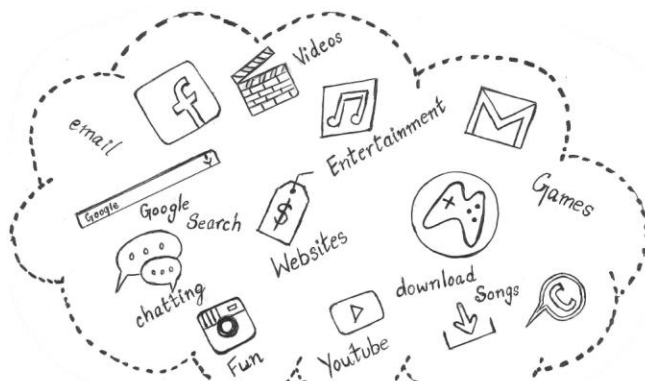 Videos
email
Entertainment
Google
Google
Search
Games
$
Websites
chatting
download
Songs
Fun
Youtube